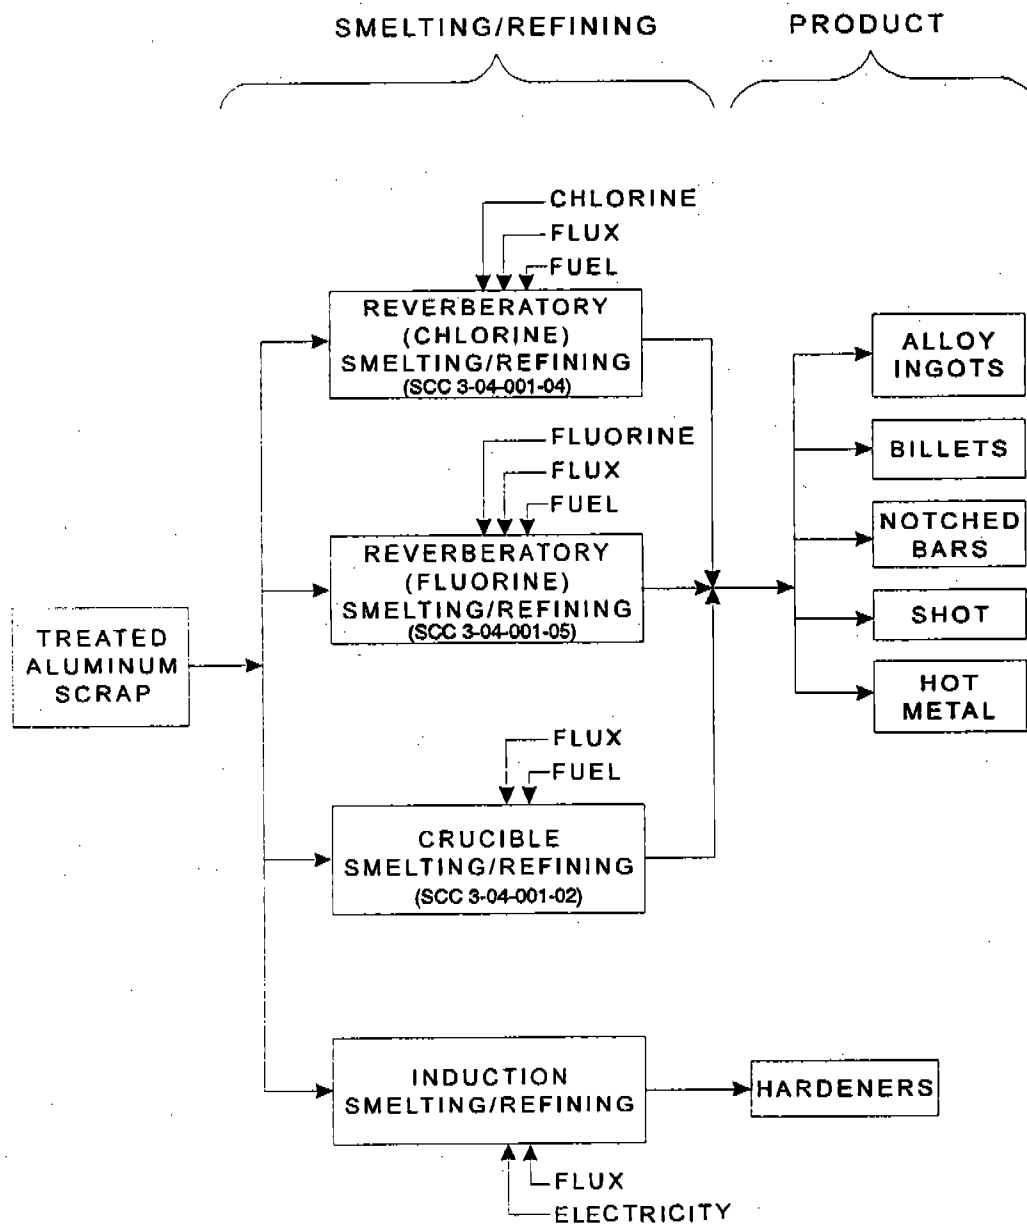 SMELTING/REFINING
PRODUCT
CHLORINE
FLUX
FUEL
REVERBERATORY
(CHLORINE)
SMELTING/REFINING
(SCC 3-04-001-04)
FLUORINE
FLUX
FUEL
REVERBERATORY
(FLUORINE)
SMELTING/REFINING
(SCC 3-04-001-05)
TREATED
ALUMINUM
SCRAP
FLUX
FUEL
CRUCIBLE
SMELTING/REFINING
(SCC 3-04-001-02)
INDUCTION
SMELTING/REFINING
FLUX
ELECTRICITY
ALLOY
INGOTS
BILLETS
NOTCHED
BARS
SHOT
HOT
METAL
HARDENERS